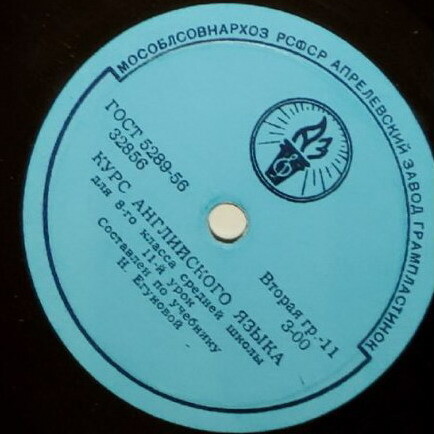 МОСОБЛСОВНАРХОЗ РСФСР АПРЕЛЕВСКИЙ ЗАВОД ГРАМПЛАСТИНОК
ГОСТ 5289-56
32856
Вторая гр.-11
3-00
КУРС АНГЛИЙСКОГО ЯЗЫКА
для 8-го класса средней школы
11-й урок
Составлен по учебнику
Н. Егуновой